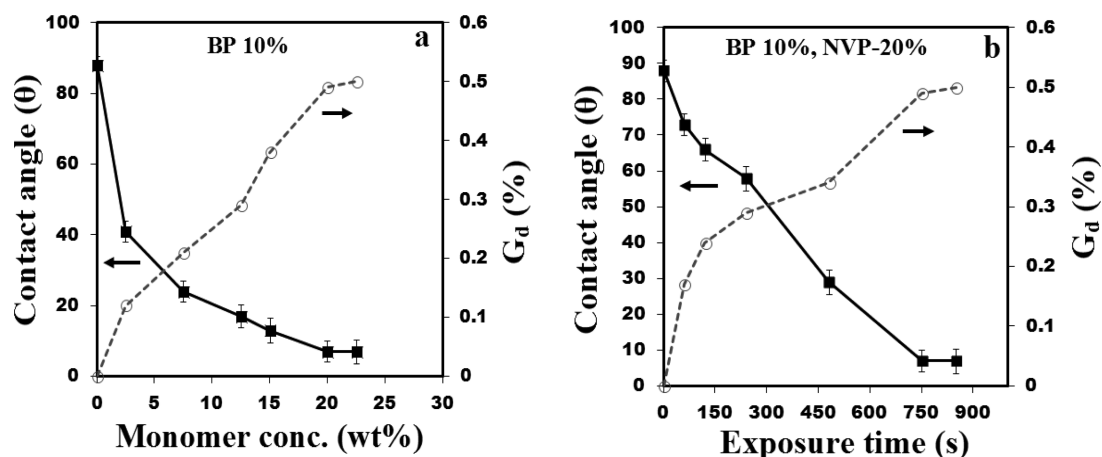 a
BP 10%
Contact angle (θ)
100
80
60
40
20
0
0.6
0.5
0.4
0.3
0.2
0.1
0
G_d (%)
0 5 10 15 20 25 30
Monomer conc. (wt%)
b
BP 10%, NVP-20%
Contact angle (θ)
100
90
80
70
60
50
40
30
20
10
0
0.6
0.5
0.4
0.3
0.2
0.1
0
G_d (%)
0 150 300 450 600 750 900
Exposure time (s)